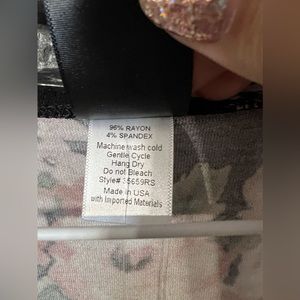 96% RAYON
4% SPANDEX
Machine wash cold
Gentle Cycle
Hang Dry
Do not Bleach
Style# 35659RS
Made in USA
with Imported Materials